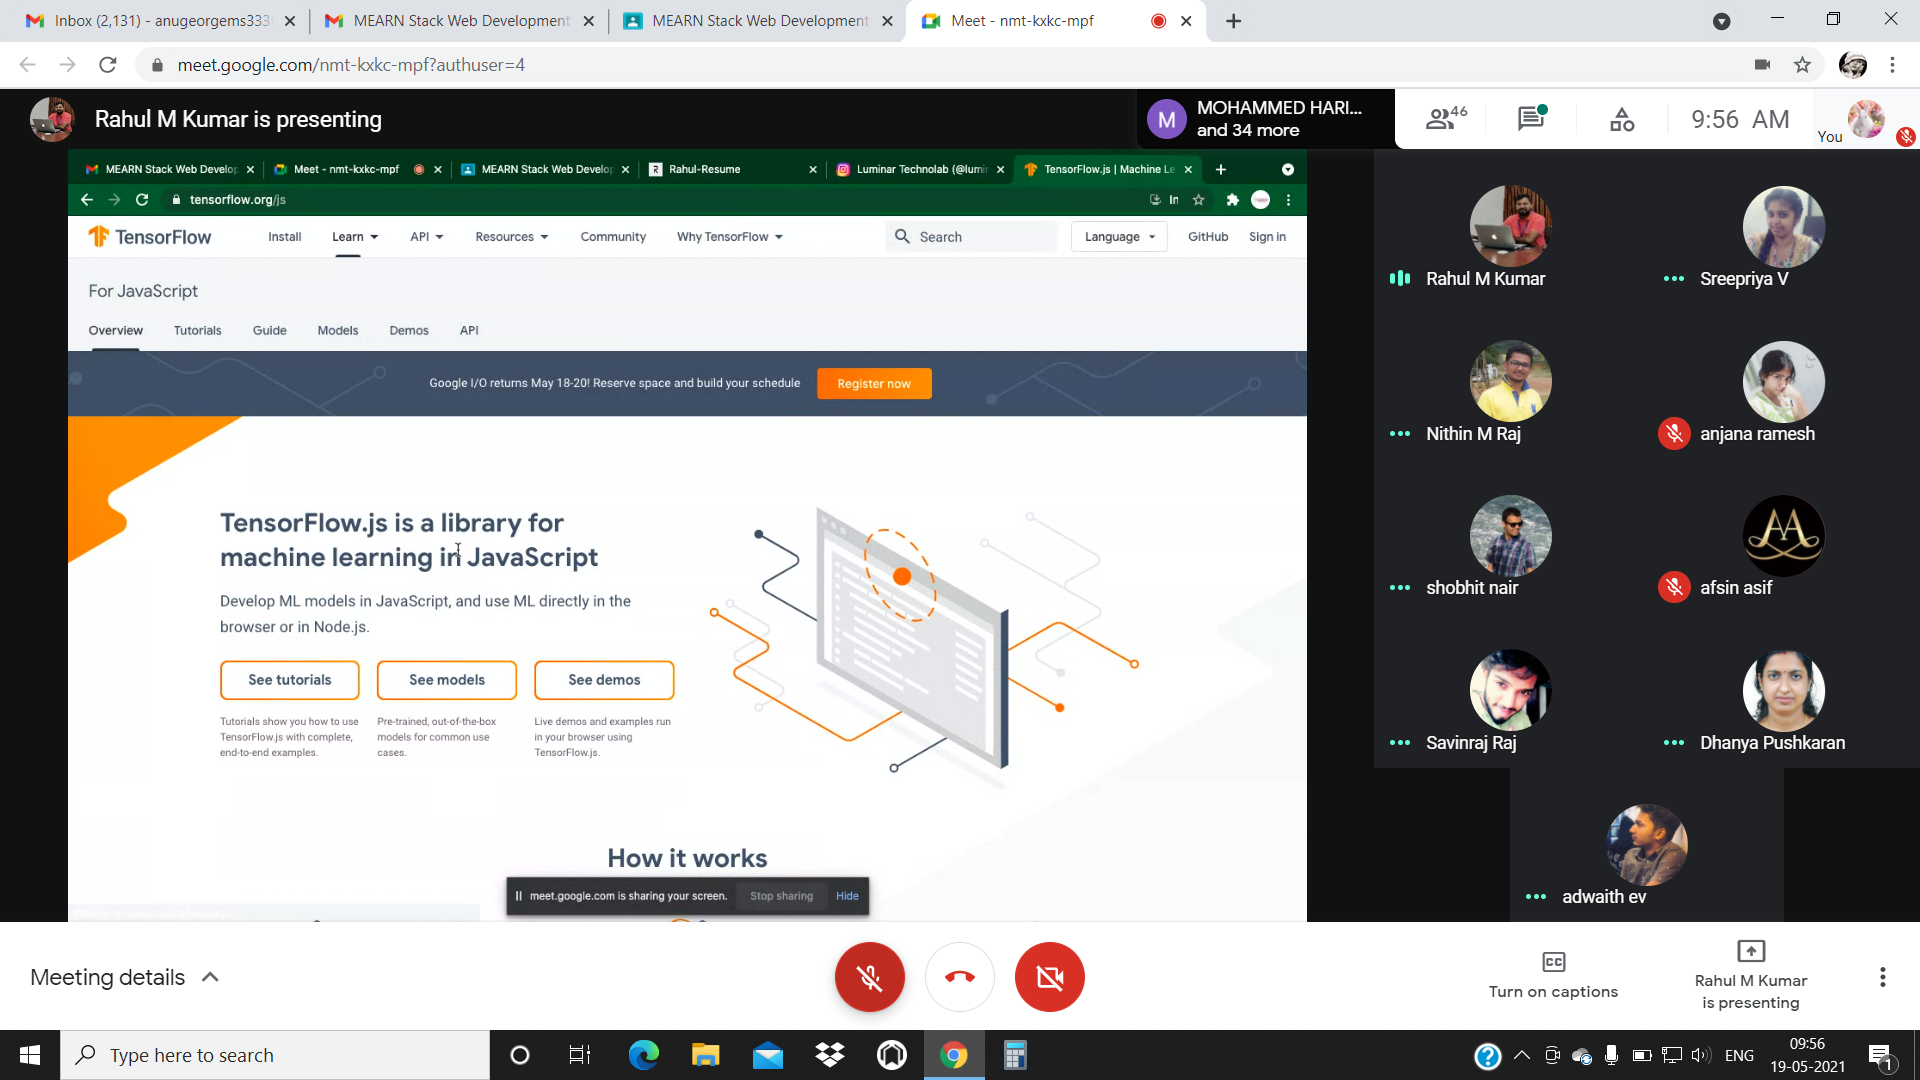 Inbox (2,131) - anugeorgems333
MEARN Stack Web Development
MEARN Stack Web Development
Meet - nmt-kxkc-mpf
meet.google.com/nmt-kxkc-mpf?authuser=4
Rahul M Kumar is presenting
M
MOHAMMED HARI...
and 34 more
46
9:56 AM
You
MEARN Stack Web Develop
Meet - nmt-kxkc-mpf
MEARN Stack Web Develop
R
Rahul-Resume
Luminar Technolab (@lumin
TensorFlow.js | Machine Le
tensorflow.org/js
In
TensorFlow
Install
Learn
API
Resources
Community
Why TensorFlow
Search
Language
GitHub
Sign in
For JavaScript
Overview
Tutorials
Guide
Models
Demos
API
Google I/O returns May 18-20! Reserve space and build your schedule
Register now
TensorFlow.js is a library for
machine learning in JavaScript
Develop ML models in JavaScript, and use ML directly in the
browser or in Node.js.
See tutorials
See models
See demos
Tutorials show you how to use
TensorFlow.js with complete,
end-to-end examples.
Pre-trained, out-of-the-box
models for common use
cases.
Live demos and examples run
in your browser using
TensorFlow.js.
How it works
meet.google.com is sharing your screen.
Stop sharing
Hide
Rahul M Kumar
Sreepriya V
Nithin M Raj
anjana ramesh
shobhit nair
AA
afsin asif
Savinraj Raj
Dhanya Pushkaran
adwaith ev
Meeting details
CC
Turn on captions
Rahul M Kumar
is presenting
Type here to search
ENG
09:56
19-05-2021
1